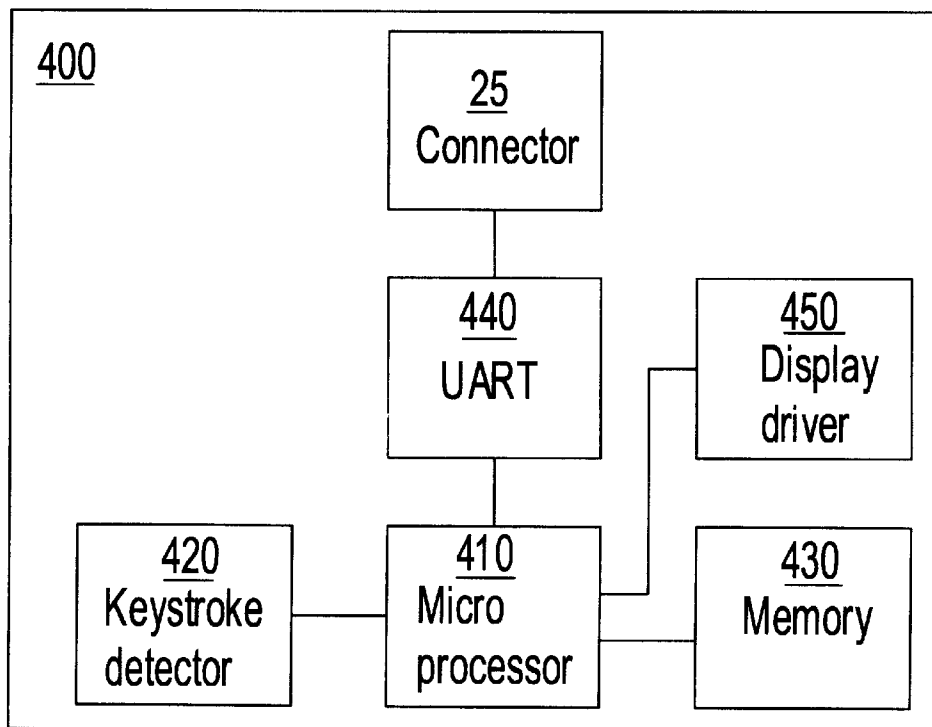 400
25
Connector
440
UART
450
Display
driver
420
Keystroke
detector
410
Micro
processor
430
Memory